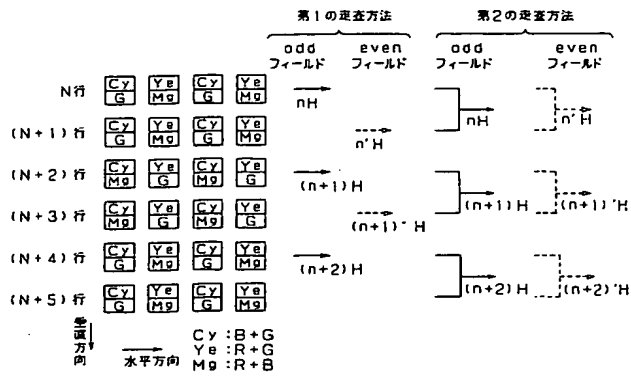 第1の走査方法 第2の走査方法
odd even odd even
フィールド フィールド フィールド フィールド
N行 Cy Ye Cy Ye
G Mg G Mg
nH nH n'H
(N+1)行 Cy Ye Cy Ye
G Mg G Mg
n'H
(N+2)行 Cy Ye Cy Ye
Mg G Mg G
(n+1)H (n+1)H (n+1)'H
(N+3)行 Cy Ye Cy Ye
Mg G Mg G
(n+1)'H
(N+4)行 Cy Ye Cy Ye
G Mg G Mg
(n+2)H (n+2)H (n+2)'H
(N+5)行 Cy Ye Cy Ye
G Mg G Mg
垂直方向
水平方向
Cy:B+G
Ye:R+G
Mg:R+B